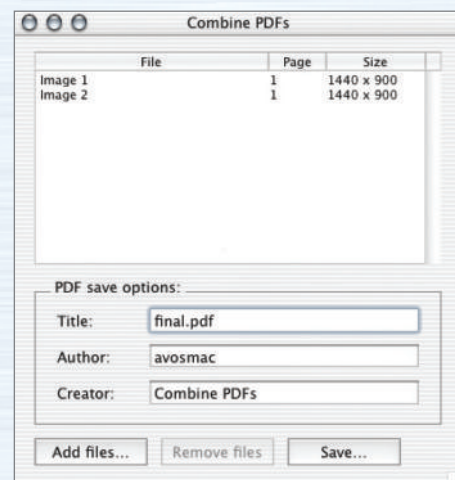 Combine PDFs
File Page Size
Image 1 1 1440 x 900
Image 2 1 1440 x 900
PDF save options:
Title: final.pdf
Author: avosmac
Creator: Combine PDFs
Add files... Remove files Save...